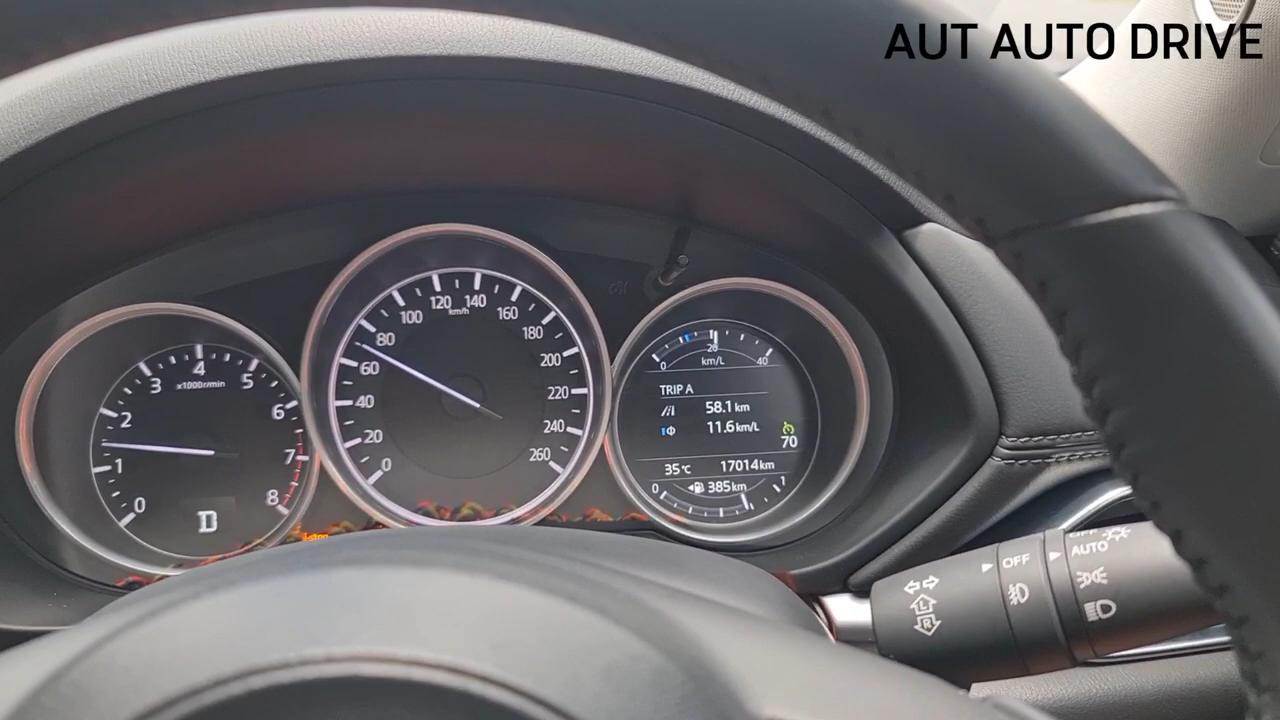 AUT AUTO DRIVE
0
1
2
3
4
5
6
7
8
x1000r/min
D
0
20
40
60
80
100
120
140
160
180
200
220
240
260
km/h
0
20
40
km/L
TRIP A
58.1 km
11.6 km/L
70
35℃ 17014km
0
385km
OFF
OFF
AUTO
L
R